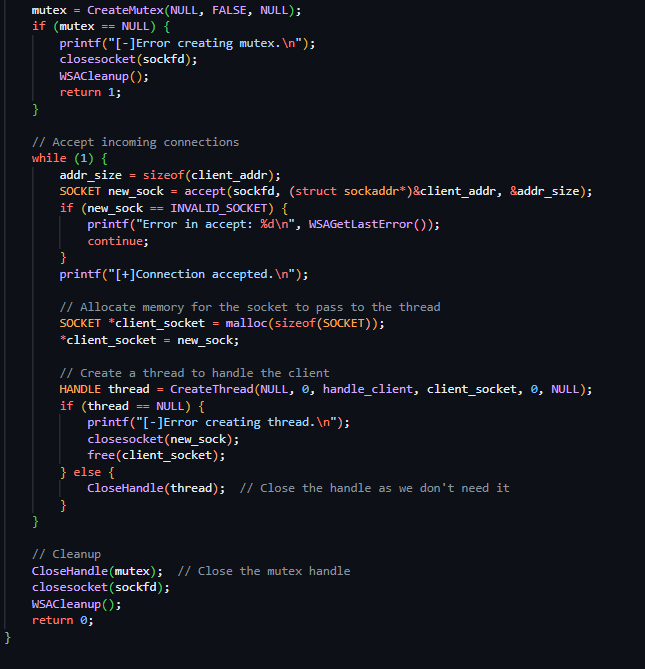 mutex = CreateMutex(NULL, FALSE, NULL);
    if (mutex == NULL) {
        printf("[-]Error creating mutex.\n");
        closesocket(sockfd);
        WSACleanup();
        return 1;
    }

    // Accept incoming connections
    while (1) {
        addr_size = sizeof(client_addr);
        SOCKET new_sock = accept(sockfd, (struct sockaddr*)&client_addr, &addr_size);
        if (new_sock == INVALID_SOCKET) {
            printf("Error in accept: %d\n", WSAGetLastError());
            continue;
        }
        printf("[+]Connection accepted.\n");

        // Allocate memory for the socket to pass to the thread
        SOCKET *client_socket = malloc(sizeof(SOCKET));
        *client_socket = new_sock;

        // Create a thread to handle the client
        HANDLE thread = CreateThread(NULL, 0, handle_client, client_socket, 0, NULL);
        if (thread == NULL) {
            printf("[-]Error creating thread.\n");
            closesocket(new_sock);
            free(client_socket);
        } else {
            CloseHandle(thread);  // Close the handle as we don't need it
        }
    }

    // Cleanup
    CloseHandle(mutex);  // Close the mutex handle
    closesocket(sockfd);
    WSACleanup();
    return 0;
}